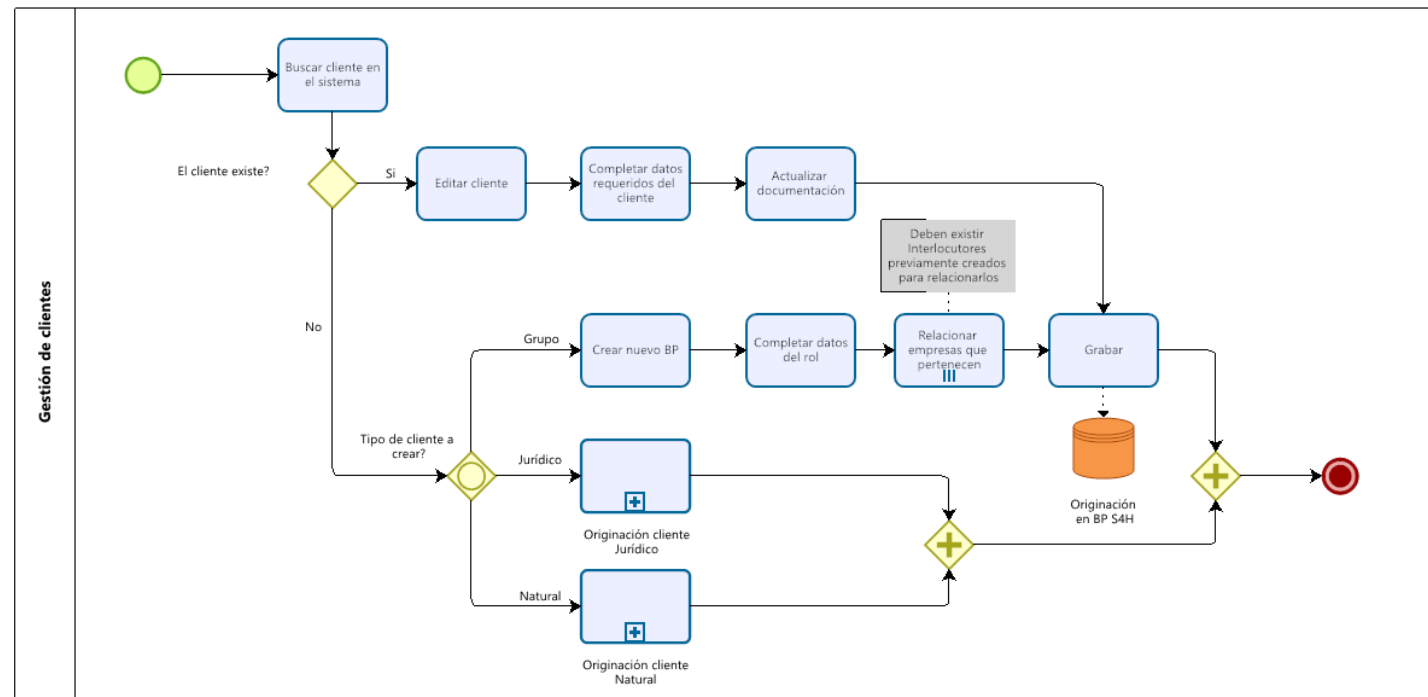 Gestión de clientes
Buscar cliente en
el sistema
El cliente existe?
Si
Editar cliente
Completar datos
requeridos del
cliente
Actualizar
documentación
Deben existir
Interlocutores
previamente creados
para relacionarlos
No
Grupo
Crear nuevo BP
Completar datos
del rol
Relacionar
empresas que
pertenecen
Grabar
Tipo de cliente a
crear?
Jurídico
Originación cliente
Jurídico
Originación
en BP S4H
Natural
Originación cliente
Natural